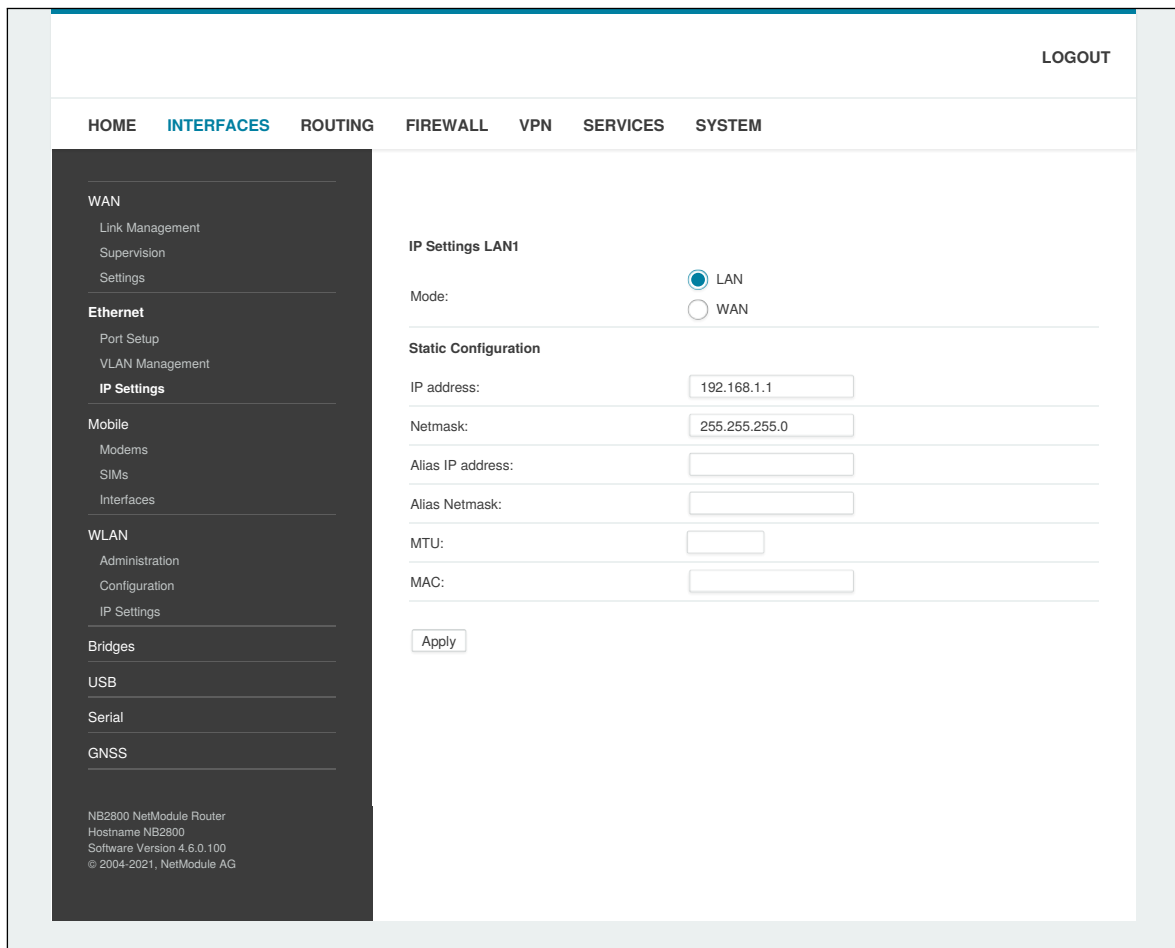 LOGOUT
HOME INTERFACES ROUTING FIREWALL VPN SERVICES SYSTEM
WAN
Link Management
Supervision
Settings
Ethernet
Port Setup
VLAN Management
IP Settings
Mobile
Modems
SIMs
Interfaces
WLAN
Administration
Configuration
IP Settings
Bridges
USB
Serial
GNSS
NB2800 NetModule Router
Hostname NB2800
Software Version 4.6.0.100
© 2004-2021, NetModule AG
IP Settings LAN1
Mode:
LAN
WAN
Static Configuration
IP address: 192.168.1.1
Netmask: 255.255.255.0
Alias IP address:
Alias Netmask:
MTU:
MAC:
Apply